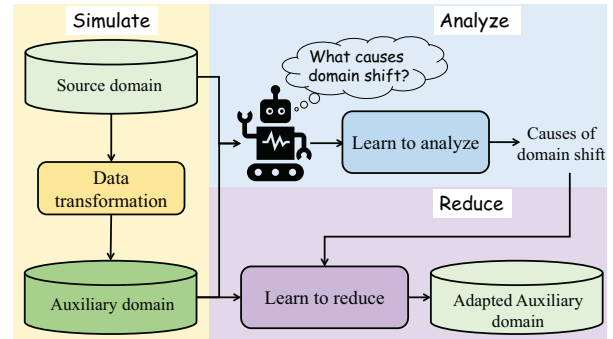 Simulate
Analyze
Source domain
What causes
domain shift?
Learn to analyze
Causes of
domain shift
Data
transformation
Reduce
Auxiliary domain
Learn to reduce
Adapted Auxiliary
domain